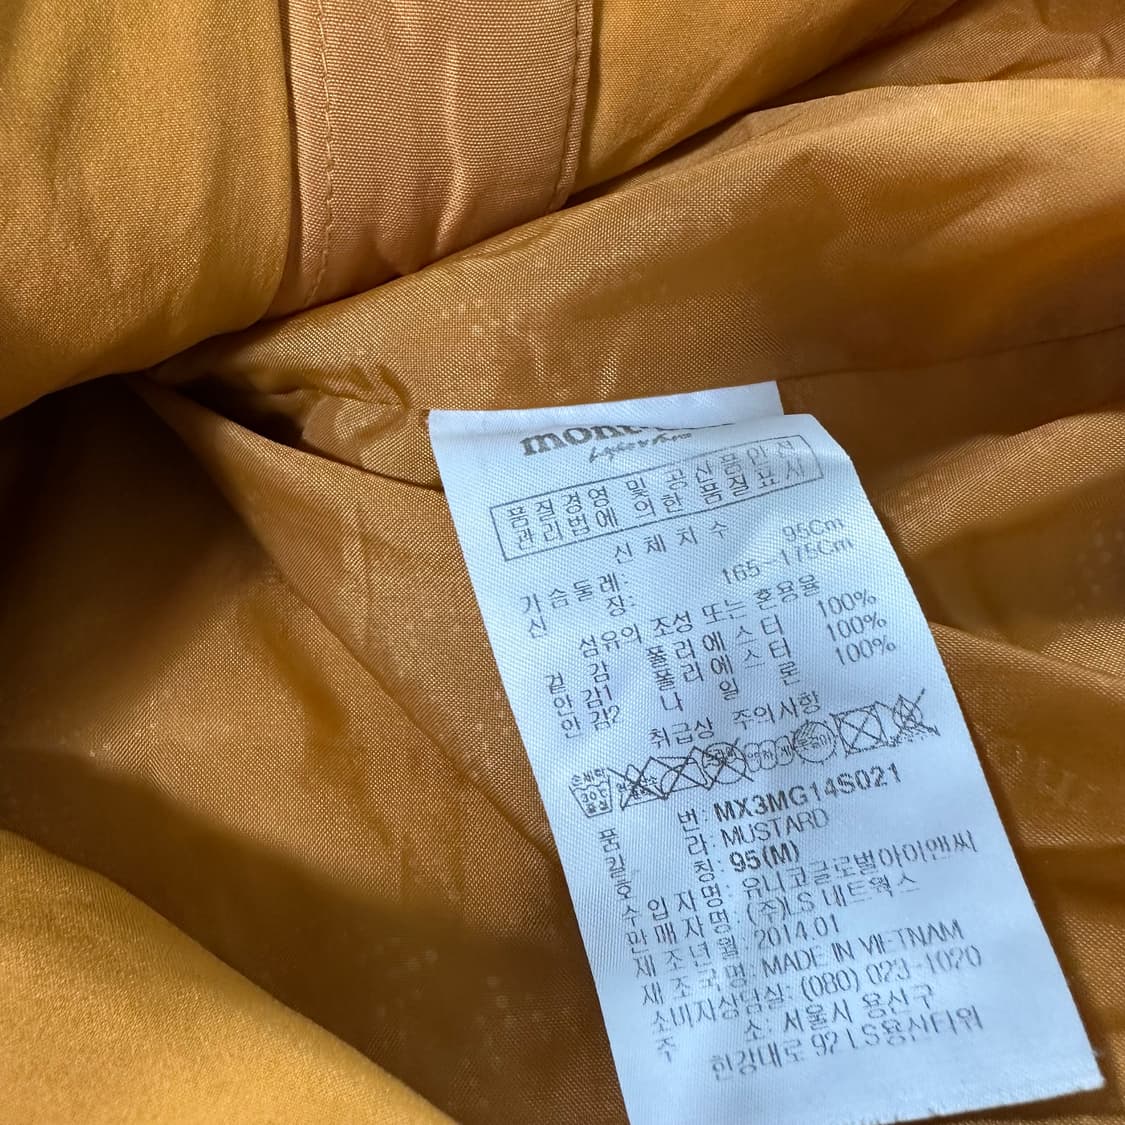 품질경영 및 공산품안전
관리법에 의한 품질표시
신 체 치 수
가슴둘레: 95Cm
신 장: 165~175Cm
섬유의 조성 또는 혼용율
겉 감 폴리에스터 100%
안감1 폴리에스터 100%
안감2 나 일 론 100%
취급상 주의사항
손세탁
30℃
중성
품 번: MX3MG14S021
칼 라: MUSTARD
호 칭: 95(M)
수 입 자 명: 유니코글로벌아이앤씨
판 매 자 명: (주)LS 네트웍스
제 조 년 월: 2014.01
제 조 국 명: MADE IN VIETNAM
소비자상담실: (080) 023-1020
주 소: 서울시 용산구
한강대로 92 LS용산타워